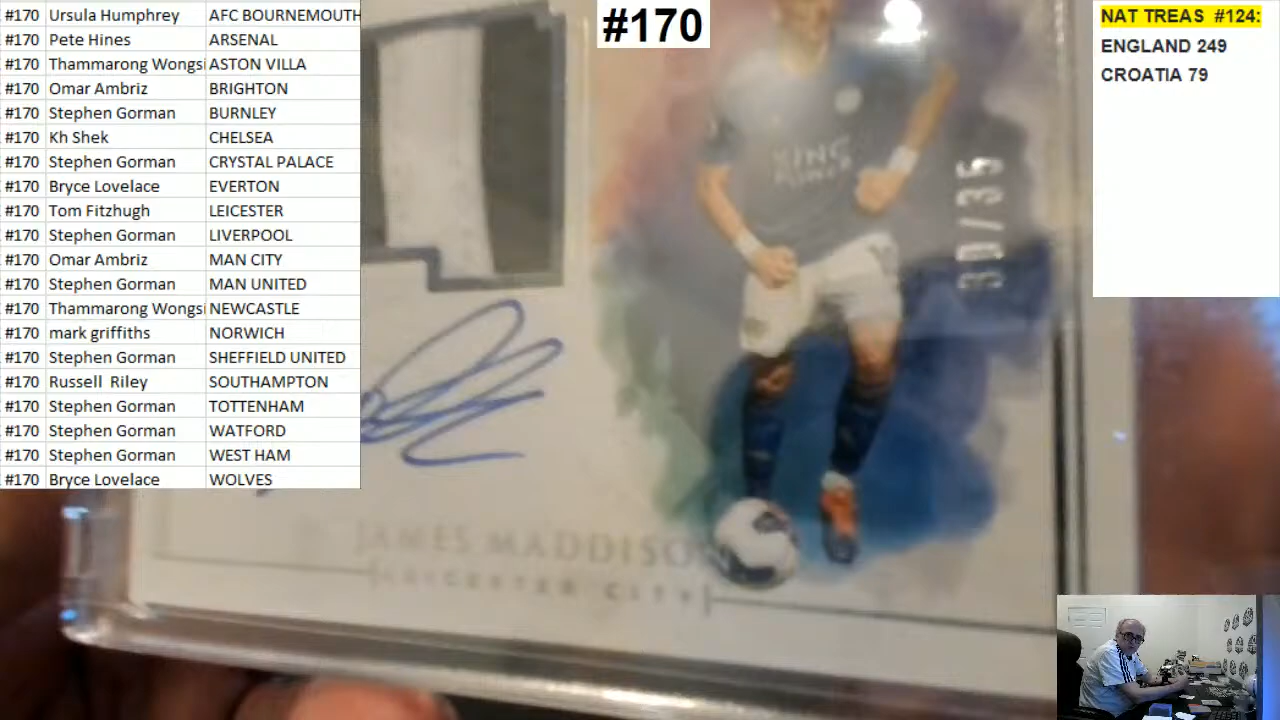 #170 Ursula Humphrey AFC BOURNEMOUTH
#170 Pete Hines ARSENAL
#170 Thammarong Wongsi ASTON VILLA
#170 Omar Ambriz BRIGHTON
#170 Stephen Gorman BURNLEY
#170 Kh Shek CHELSEA
#170 Stephen Gorman CRYSTAL PALACE
#170 Bryce Lovelace EVERTON
#170 Tom Fitzhugh LEICESTER
#170 Stephen Gorman LIVERPOOL
#170 Omar Ambriz MAN CITY
#170 Stephen Gorman MAN UNITED
#170 Thammarong Wongsi NEWCASTLE
#170 mark griffiths NORWICH
#170 Stephen Gorman SHEFFIELD UNITED
#170 Russell Riley SOUTHAMPTON
#170 Stephen Gorman TOTTENHAM
#170 Stephen Gorman WATFORD
#170 Stephen Gorman WEST HAM
#170 Bryce Lovelace WOLVES
#170
NAT TREAS #124:
ENGLAND 249
CROATIA 79
KING
POWER
30/35
JAMES MADDISON
LEICESTER CITY